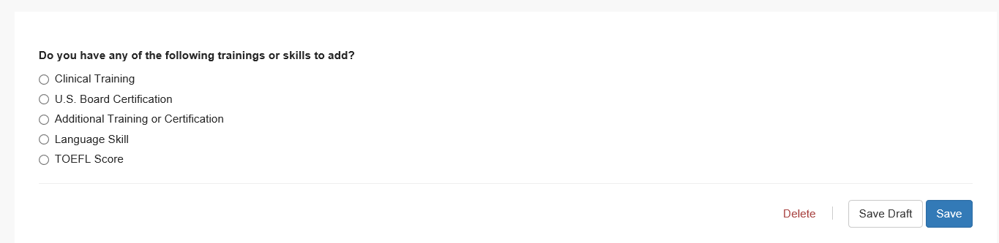 Do you have any of the following trainings or skills to add?
Clinical Training
U.S. Board Certification
Additional Training or Certification
Language Skill
TOEFL Score
Delete Save Draft Save